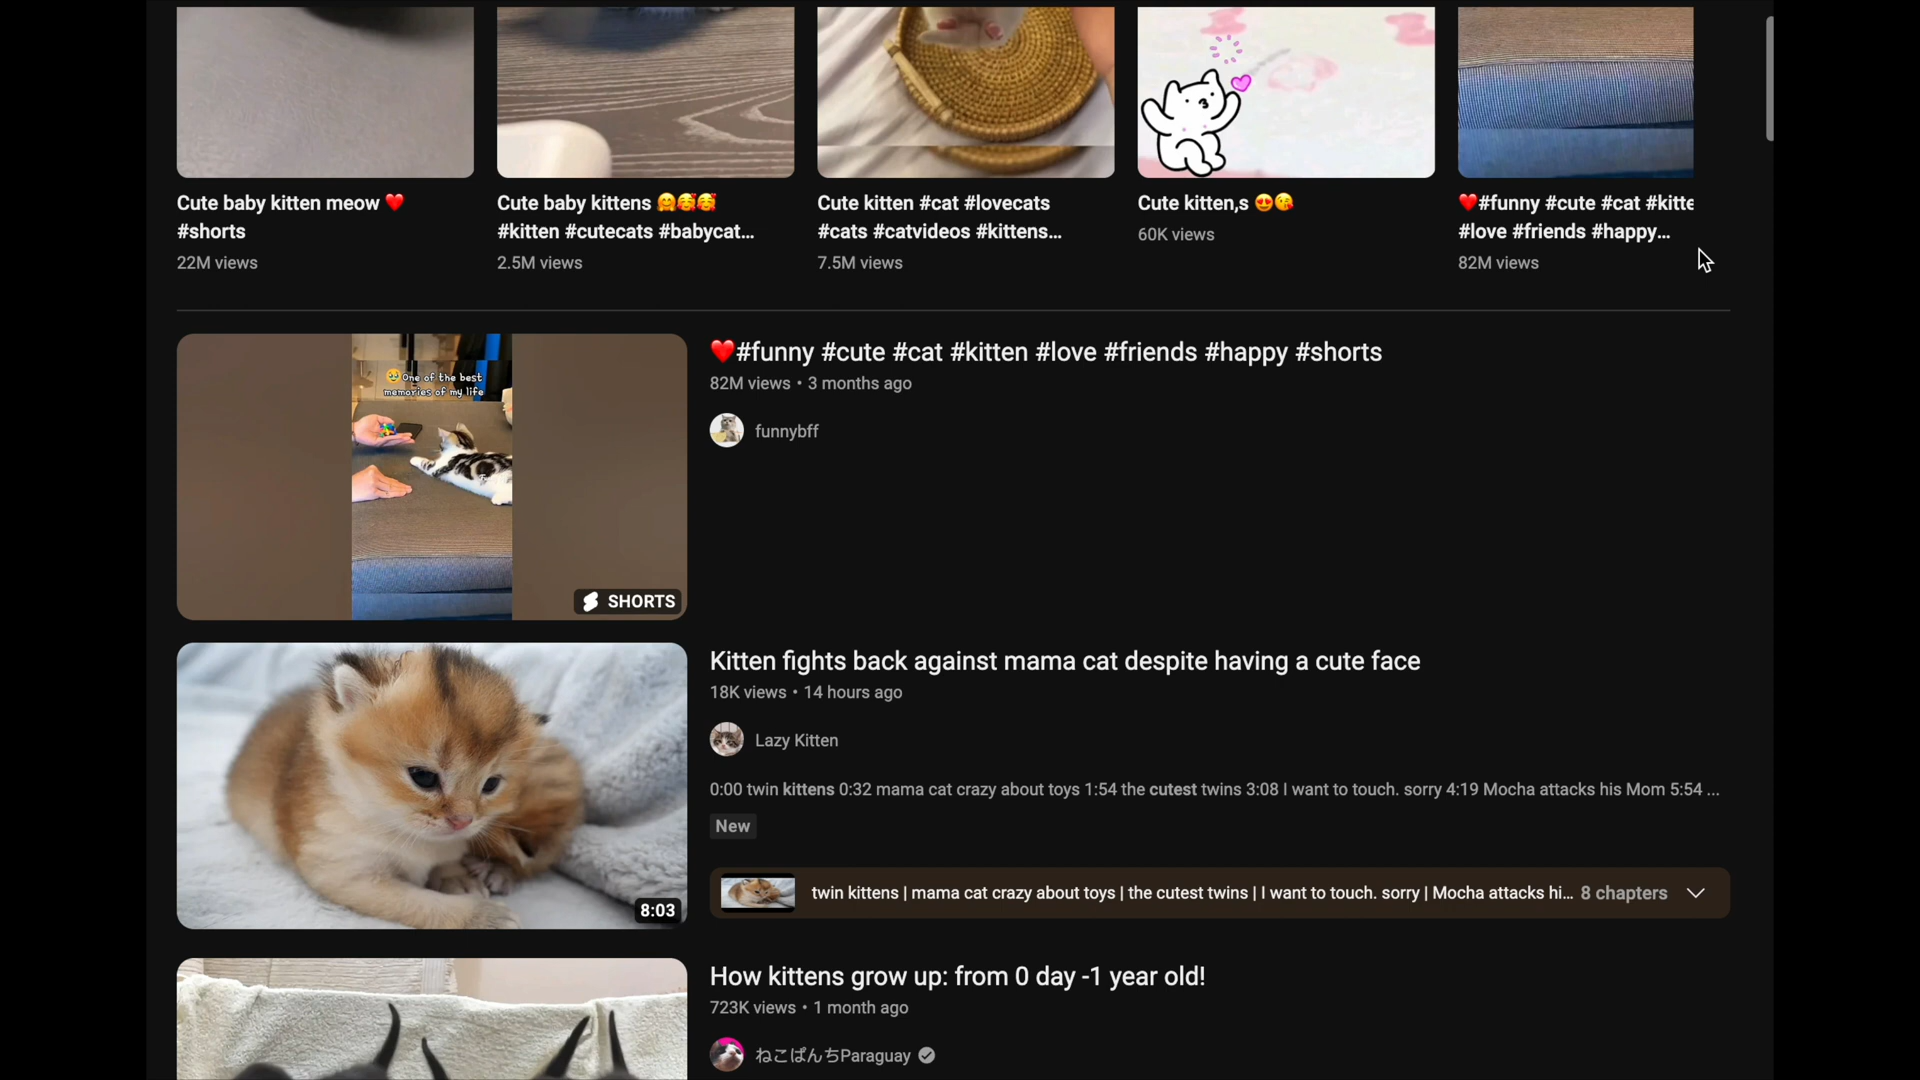 Cute baby kitten meow ❤️
#shorts
22M views
Cute baby kittens 🤗🥰🥰
#kitten #cutecats #babycat...
2.5M views
Cute kitten #cat #lovecats
#cats #catvideos #kittens...
7.5M views
Cute kitten,s 😍😘
60K views
❤️#funny #cute #cat #kitte
#love #friends #happy...
82M views
One of the best
memories of my life
SHORTS
❤️#funny #cute #cat #kitten #love #friends #happy #shorts
82M views • 3 months ago
funnybff
8:03
Kitten fights back against mama cat despite having a cute face
18K views • 14 hours ago
Lazy Kitten
0:00 twin kittens 0:32 mama cat crazy about toys 1:54 the cutest twins 3:08 I want to touch. sorry 4:19 Mocha attacks his Mom 5:54 ...
New
twin kittens | mama cat crazy about toys | the cutest twins | I want to touch. sorry | Mocha attacks hi... 8 chapters
How kittens grow up: from 0 day -1 year old!
723K views • 1 month ago
ねこぱんちParaguay